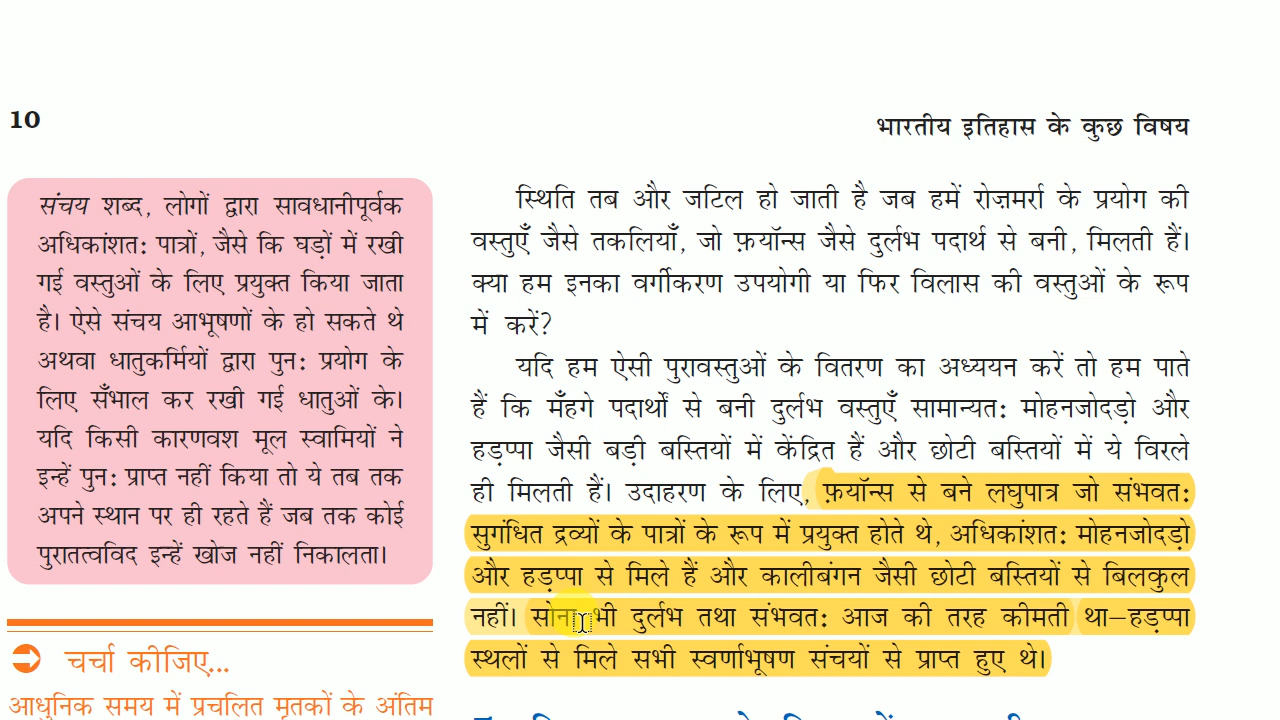 10
भारतीय इतिहास के कुछ विषय
संचय शब्द, लोगों द्वारा सावधानीपूर्वक
अधिकांशत: पात्रों, जैसे कि घड़ों में रखी
गई वस्तुओं के लिए प्रयुक्त किया जाता
है। ऐसे संचय आभूषणों के हो सकते थे
अथवा धातुकर्मियों द्वारा पुन: प्रयोग के
लिए सँभाल कर रखी गई धातुओं के।
यदि किसी कारणवश मूल स्वामियों ने
इन्हें पुन: प्राप्त नहीं किया तो ये तब तक
अपने स्थान पर ही रहते हैं जब तक कोई
पुरातत्वविद इन्हें खोज नहीं निकालता।
चर्चा कीजिए...
आधुनिक समय में प्रचलित मृतकों के अंतिम
स्थिति तब और जटिल हो जाती है जब हमें रोज़मर्रा के प्रयोग की
वस्तुएँ जैसे तकलियाँ, जो फ़यॉन्स जैसे दुर्लभ पदार्थ से बनी, मिलती हैं।
क्या हम इनका वर्गीकरण उपयोगी या फिर विलास की वस्तुओं के रूप
में करें?
यदि हम ऐसी पुरावस्तुओं के वितरण का अध्ययन करें तो हम पाते
हैं कि मँहगे पदार्थों से बनी दुर्लभ वस्तुएँ सामान्यत: मोहनजोदड़ो और
हड़प्पा जैसी बड़ी बस्तियों में केंद्रित हैं और छोटी बस्तियों में ये विरले
ही मिलती हैं। उदाहरण के लिए, फ़यॉन्स से बने लघुपात्र जो संभवत:
सुगंधित द्रव्यों के पात्रों के रूप में प्रयुक्त होते थे, अधिकांशत: मोहनजोदड़ो
और हड़प्पा से मिले हैं और कालीबंगन जैसी छोटी बस्तियों से बिलकुल
नहीं। सोना भी दुर्लभ तथा संभवत: आज की तरह कीमती था–हड़प्पा
स्थलों से मिले सभी स्वर्णाभूषण संचयों से प्राप्त हुए थे।